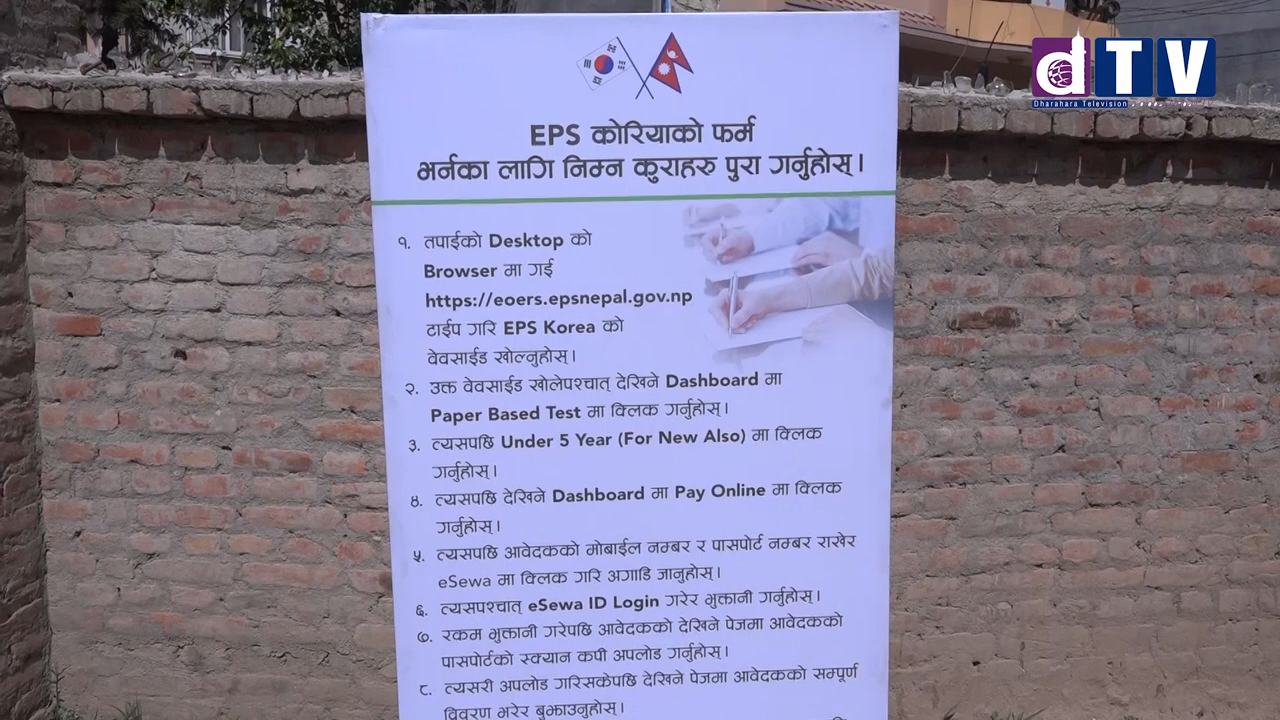 dTV
Dharahara Television
EPS कोरियाको फर्म
भर्नका लागि निम्न कुराहरु पुरा गर्नुहोस्।
१. तपाईको Desktop को
Browser मा गई
https://eoers.epsnepal.gov.np
टाईप गरि EPS Korea को
वेवसाईड खोल्नुहोस्।
२. उक्त वेवसाईड खोलेपश्चात् देखिने Dashboard मा
Paper Based Test मा क्लिक गर्नुहोस्।
३. त्यसपछि Under 5 Year (For New Also) मा क्लिक
गर्नुहोस्।
४. त्यसपछि देखिने Dashboard मा Pay Online मा क्लिक
गर्नुहोस्।
५. त्यसपछि आवेदकको मोबाईल नम्बर र पासपोर्ट नम्बर राखेर
eSewa मा क्लिक गरि अगाडि जानुहोस्।
६. त्यसपश्चात् eSewa ID Login गरेर भुक्तानी गर्नुहोस्।
७. रकम भुक्तानी गरेपछि आवेदकको देखिने पेजमा आवेदकको
पासपोर्टको स्क्यान कपी अपलोड गर्नुहोस्।
८. त्यसरी अपलोड गरिसकेपछि देखिने पेजमा आवेदकको सम्पूर्ण
विवरण भरेर बुझाउनुहोस्।